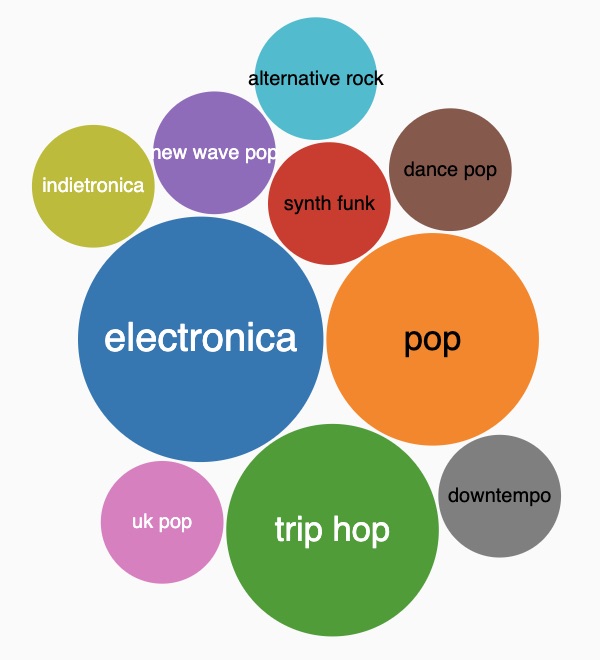 alternative rock
new wave pop
dance pop
indietronica
synth funk
electronica
pop
downtempo
uk pop
trip hop